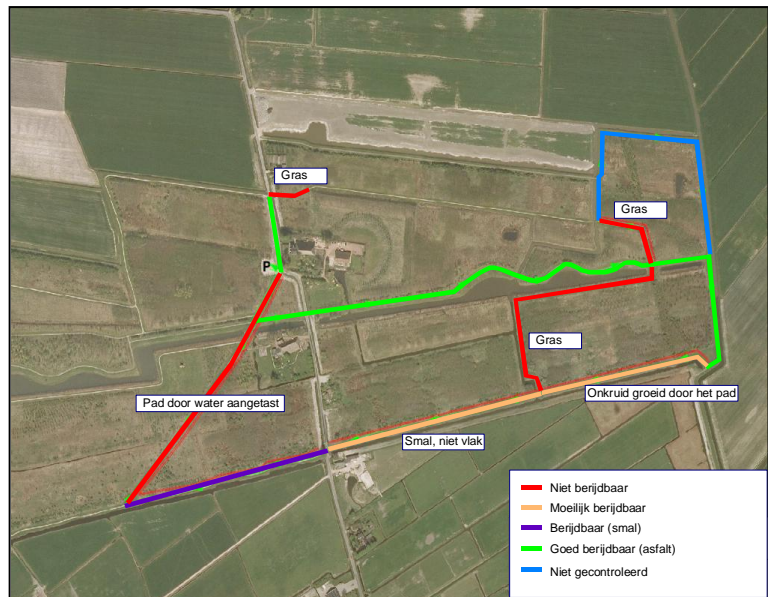 Gras
Gras
P
Gras
Pad door water aangetast
Onkruid groeid door het pad
Smal, niet vlak
Niet berijdbaar
Moeilijk berijdbaar
Berijdbaar (smal)
Goed berijdbaar (asfalt)
Niet gecontroleerd